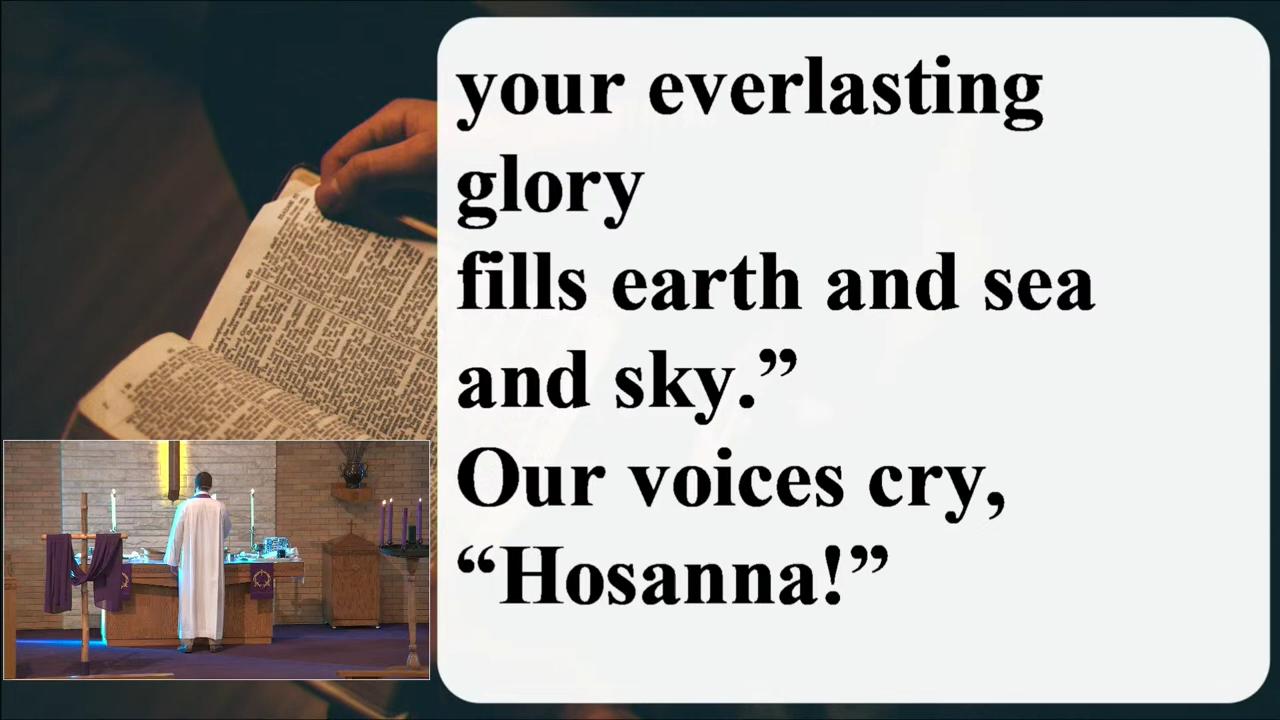 your everlasting
glory
fills earth and sea
and sky.”
Our voices cry,
“Hosanna!”